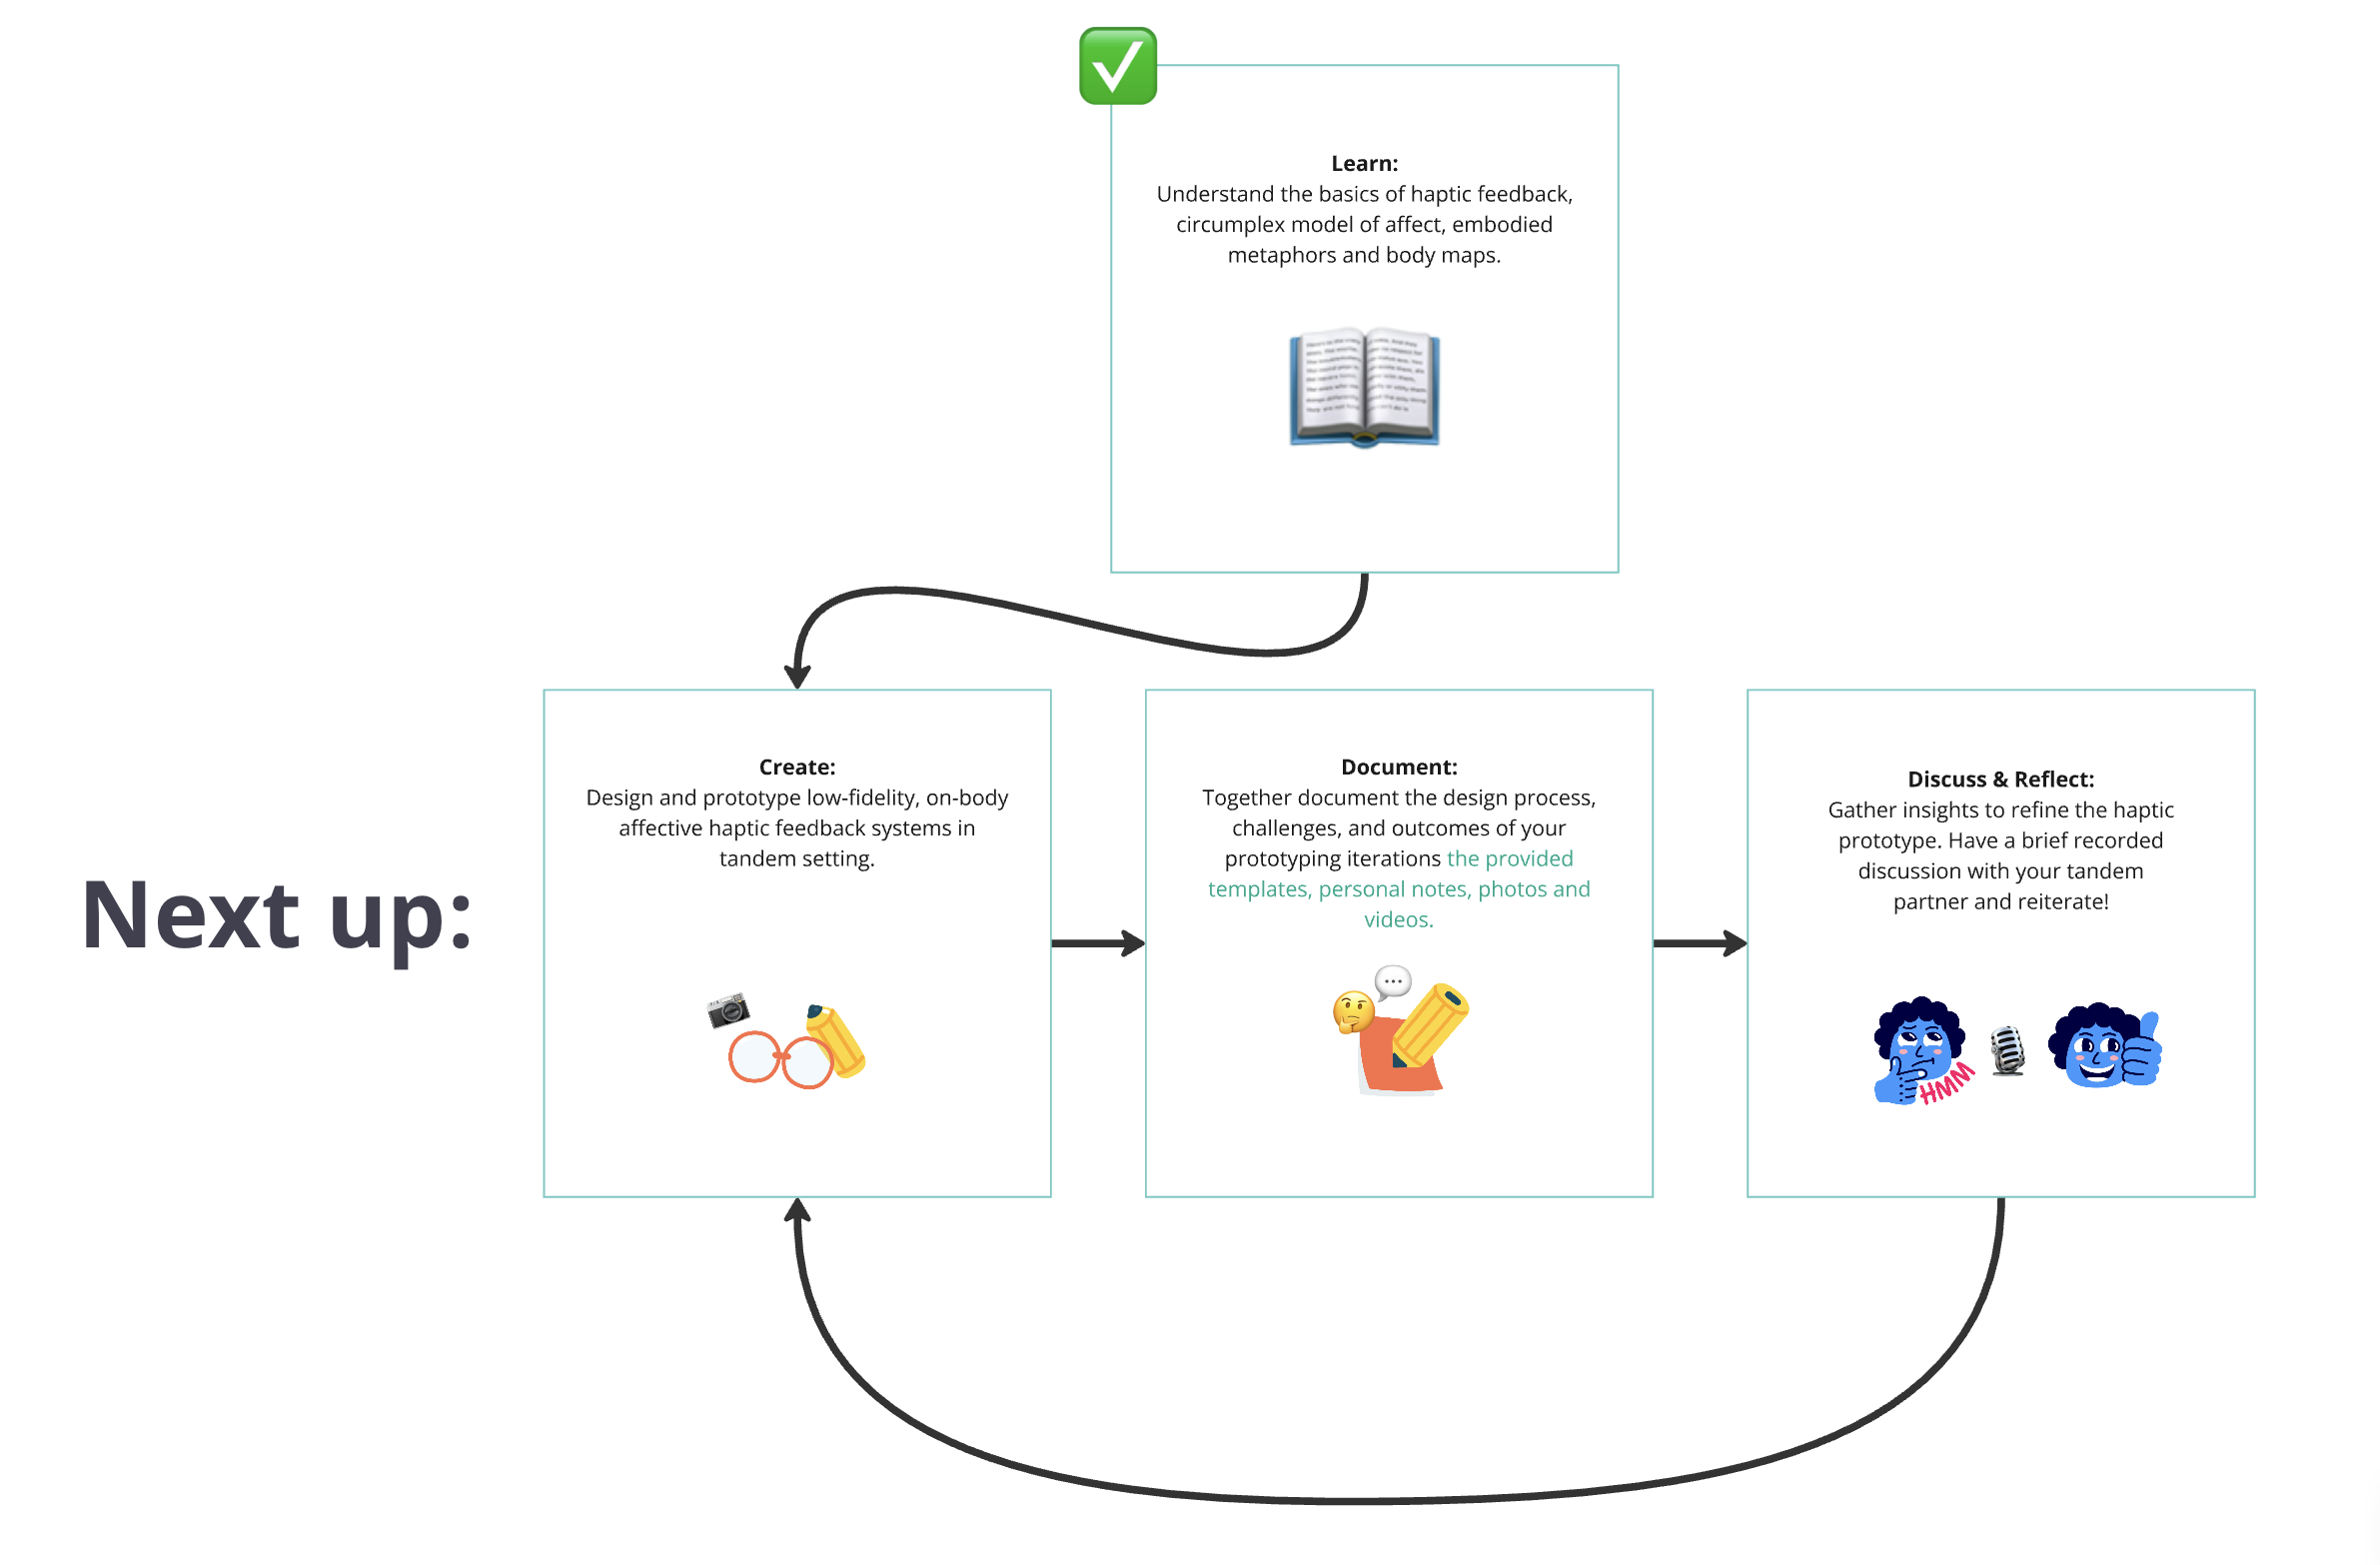 Learn:
Understand the basics of haptic feedback,
circumplex model of affect, embodied
metaphors and body maps.
Next up:
Create:
Design and prototype low-fidelity, on-body
affective haptic feedback systems in
tandem setting.
Document:
Together document the design process,
challenges, and outcomes of your
prototyping iterations the provided
templates, personal notes, photos and
videos.
Discuss & Reflect:
Gather insights to refine the haptic
prototype. Have a brief recorded
discussion with your tandem
partner and reiterate!
HMM